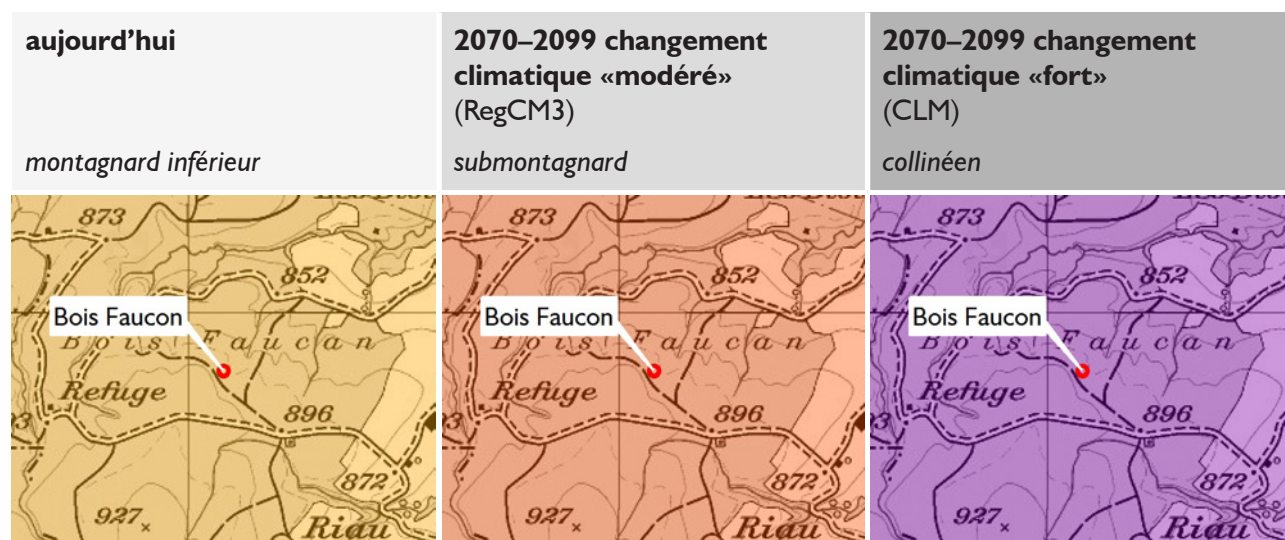 aujourd’hui
montagnard inférieur
873
852
Bois Faucon
Bois Faucan
Refuge
896
872
927
Riau
2070–2099 changement
climatique «modéré»
(RegCM3)
submontagnard
873
852
Bois Faucon
Bois Faucan
Refuge
896
872
927
Riau
2070–2099 changement
climatique «fort»
(CLM)
collinéen
873
852
Bois Faucon
Bois Faucan
Refuge
896
872
927
Riau